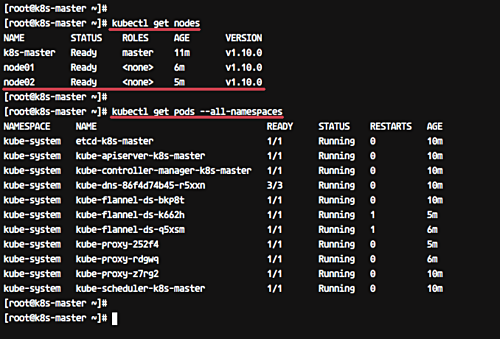 [root@k8s-master ~]#
[root@k8s-master ~]# kubectl get nodes
NAME STATUS ROLES AGE VERSION
k8s-master Ready master 11m v1.10.0
node01 Ready <none> 6m v1.10.0
node02 Ready <none> 5m v1.10.0
[root@k8s-master ~]#
[root@k8s-master ~]# kubectl get pods --all-namespaces
NAMESPACE NAME READY STATUS RESTARTS AGE
kube-system etcd-k8s-master 1/1 Running 0 10m
kube-system kube-apiserver-k8s-master 1/1 Running 0 10m
kube-system kube-controller-manager-k8s-master 1/1 Running 0 10m
kube-system kube-dns-86f4d74b45-r5xxn 3/3 Running 0 10m
kube-system kube-flannel-ds-bkp8t 1/1 Running 0 10m
kube-system kube-flannel-ds-k662h 1/1 Running 1 5m
kube-system kube-flannel-ds-q5xsm 1/1 Running 1 6m
kube-system kube-proxy-252f4 1/1 Running 0 5m
kube-system kube-proxy-rdgwq 1/1 Running 0 6m
kube-system kube-proxy-z7rg2 1/1 Running 0 10m
kube-system kube-scheduler-k8s-master 1/1 Running 0 10m
[root@k8s-master ~]#
[root@k8s-master ~]#